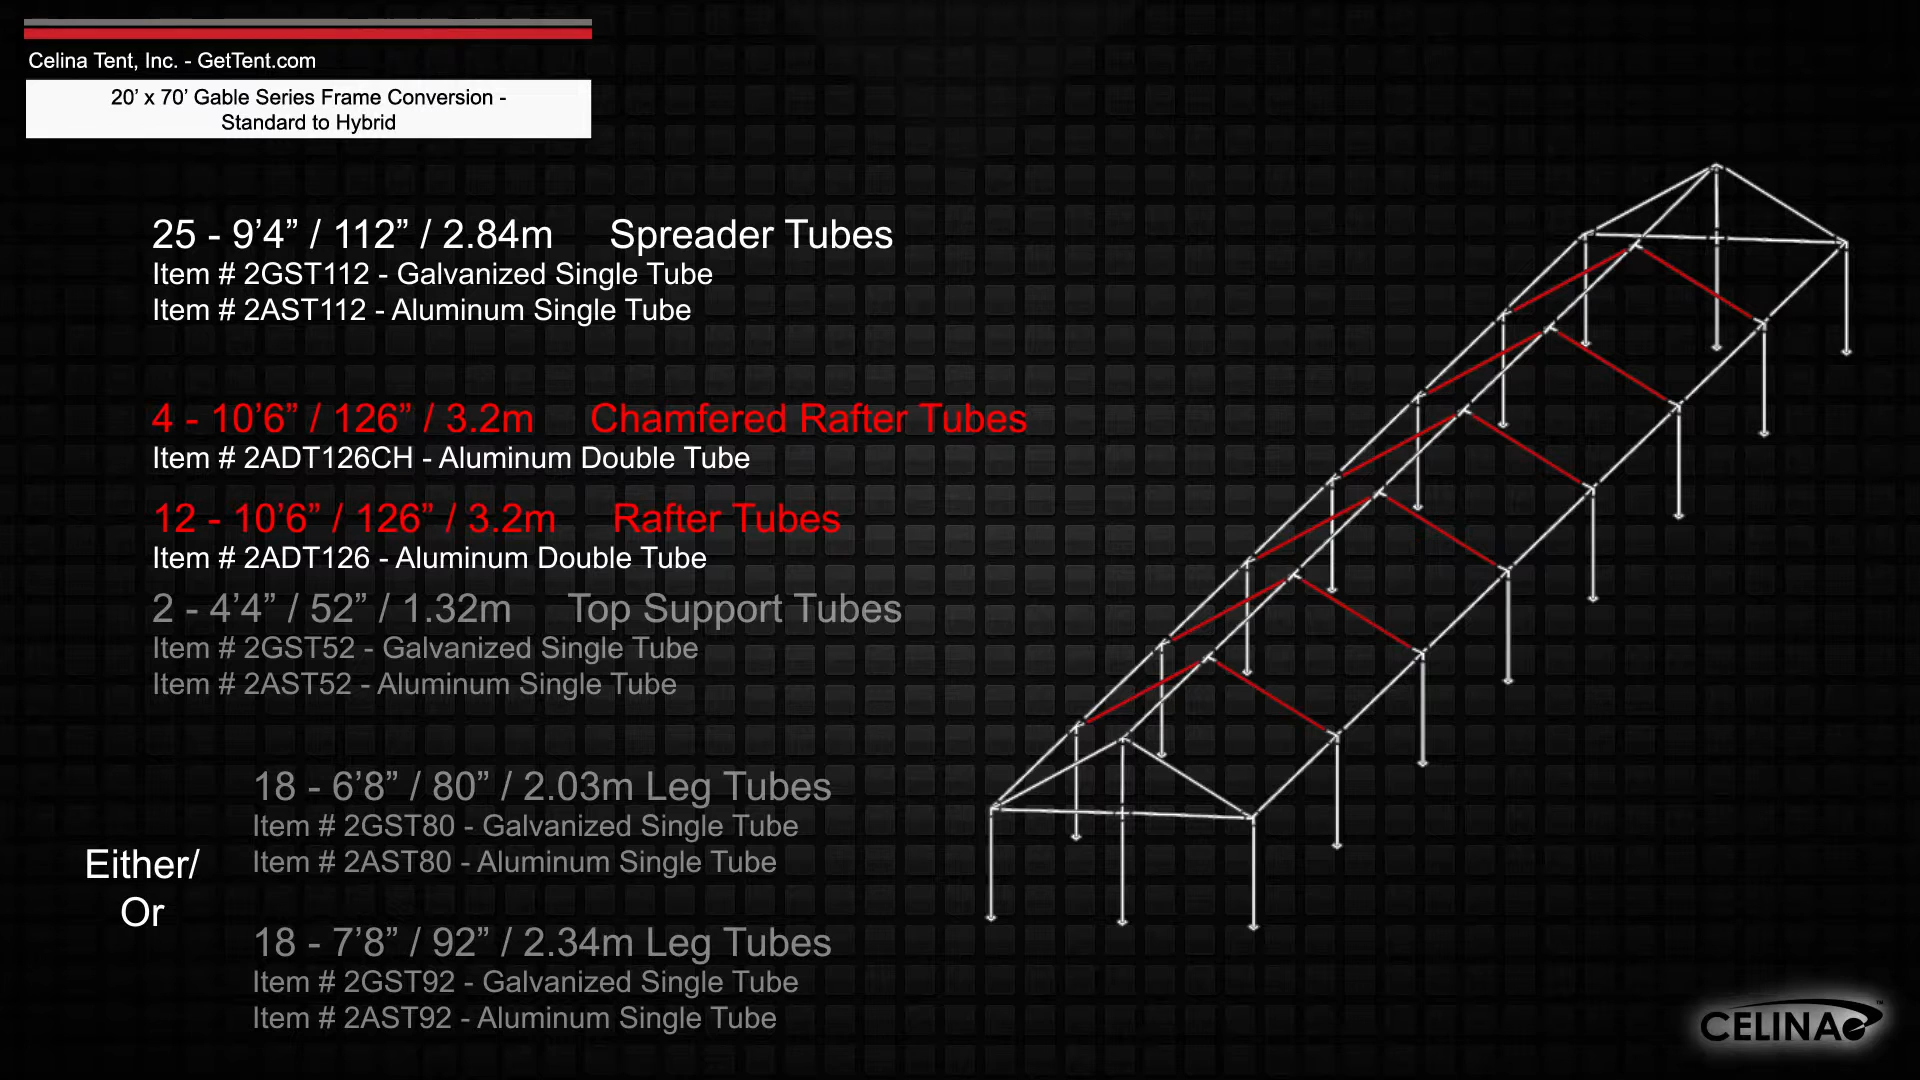 Celina Tent, Inc. - GetTent.com
20’ x 70’ Gable Series Frame Conversion -
Standard to Hybrid
25 - 9’4” / 112” / 2.84m Spreader Tubes
Item # 2GST112 - Galvanized Single Tube
Item # 2AST112 - Aluminum Single Tube
4 - 10’6” / 126” / 3.2m Chamfered Rafter Tubes
Item # 2ADT126CH - Aluminum Double Tube
12 - 10’6” / 126” / 3.2m Rafter Tubes
Item # 2ADT126 - Aluminum Double Tube
2 - 4’4” / 52” / 1.32m Top Support Tubes
Item # 2GST52 - Galvanized Single Tube
Item # 2AST52 - Aluminum Single Tube
18 - 6’8” / 80” / 2.03m Leg Tubes
Item # 2GST80 - Galvanized Single Tube
Item # 2AST80 - Aluminum Single Tube
Either/
Or
18 - 7’8” / 92” / 2.34m Leg Tubes
Item # 2GST92 - Galvanized Single Tube
Item # 2AST92 - Aluminum Single Tube
CELINA™